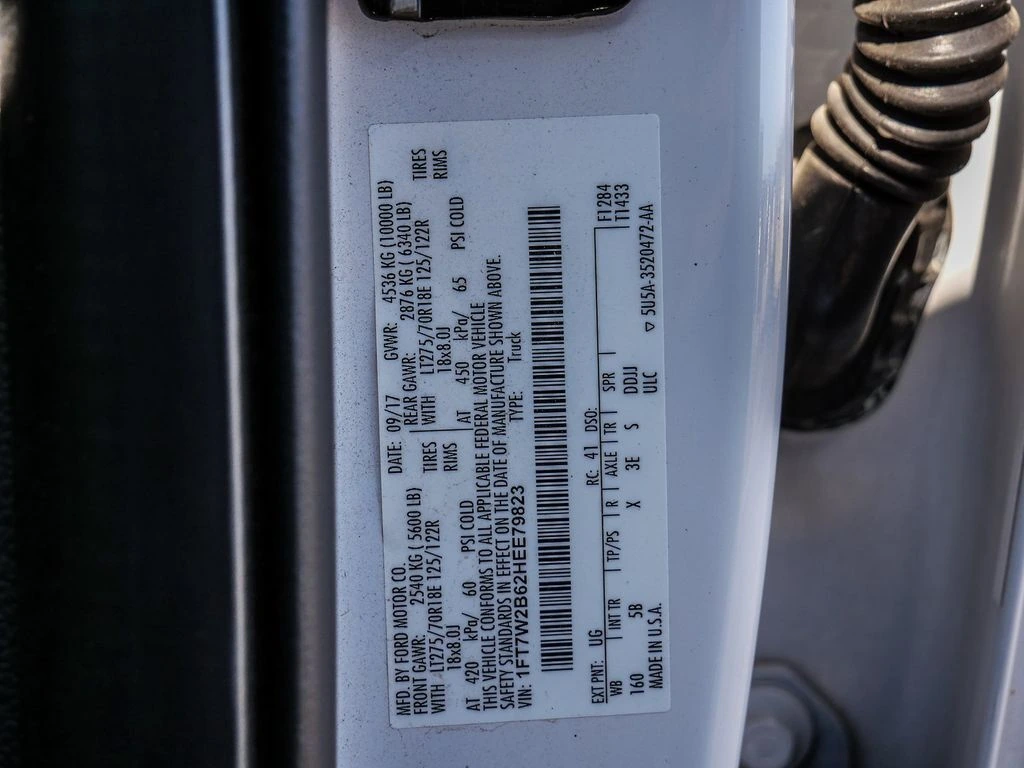 MFD. BY FORD MOTOR CO.
DATE: 09/17 GVWR: 4536 KG (10000 LB)
FRONT GAWR: 2540 KG ( 5600 LB) REAR GAWR: 2876 KG ( 6340 LB)
WITH LT275/70R18E 125/122R TIRES WITH LT275/70R18E 125/122R TIRES
18x8.0J RIMS 18x8.0J RIMS
AT 420 kPa/ 60 PSI COLD AT 450 kPa/ 65 PSI COLD
THIS VEHICLE CONFORMS TO ALL APPLICABLE FEDERAL MOTOR VEHICLE
SAFETY STANDARDS IN EFFECT ON THE DATE OF MANUFACTURE SHOWN ABOVE.
VIN: 1FT7W2B62HEE79823 TYPE: Truck
EXT PNT: UG RC: 41 DSO: F1284
WB INT TR TP/PS R AXLE TR SPR T1433
160 5B X 3E S DDJJ
MADE IN U.S.A. ULC ▽ 5U5A-3520472-AA